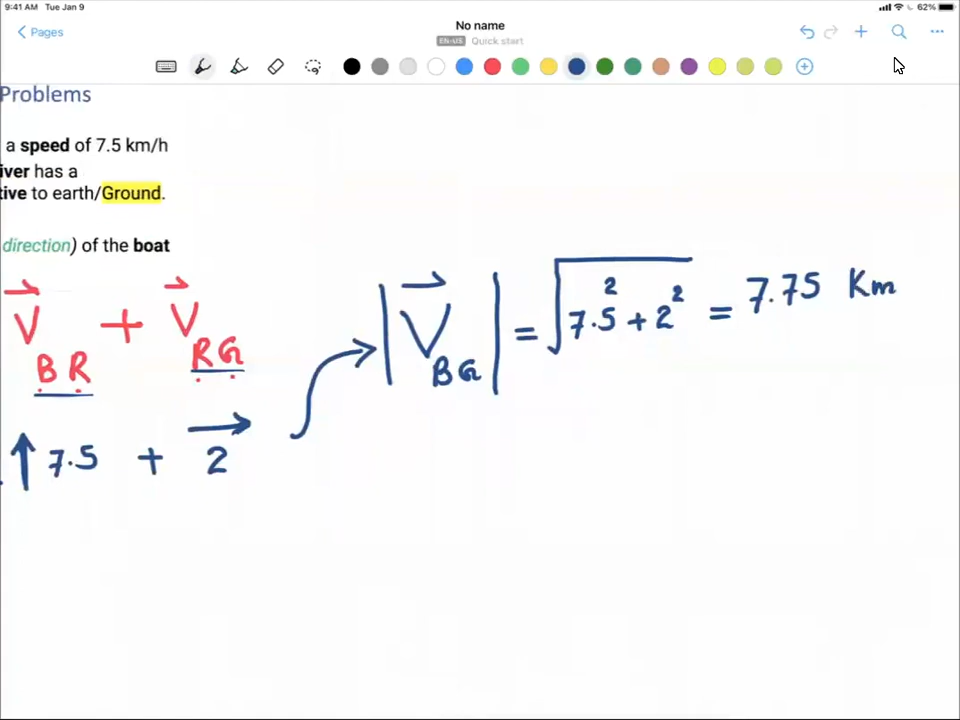 9:41 AM Tue Jan 9
62%
No name
Pages
EN-US Quick start
Problems
a speed of 7.5 km/h
iver has a
tive to earth/Ground.
direction) of the boat
V BR + V RG
|V BG| = √7.5² + 2² = 7.75 Km
↑ 7.5 + 2